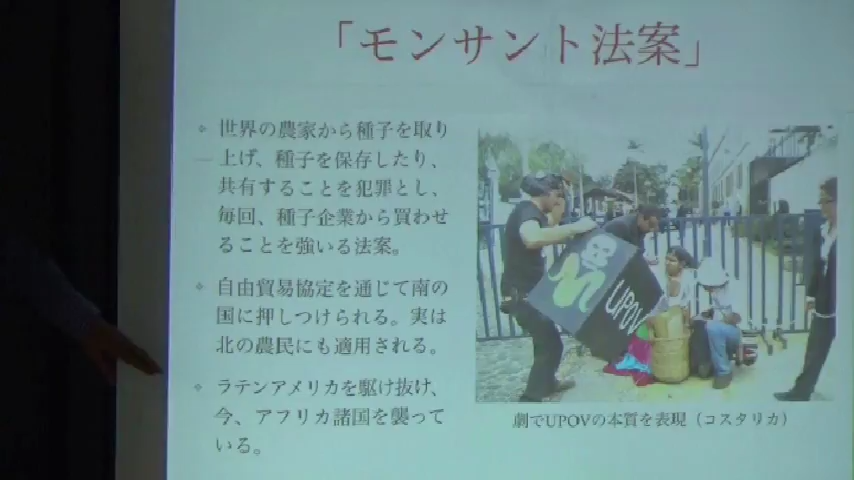 「モンサント法案」
世界の農家から種子を取り
上げ、種子を保存したり、
共有することを犯罪とし、
毎回、種子企業から買わせ
ることを強いる法案。
自由貿易協定を通じて南の
国に押しつけられる。実は
北の農民にも適用される。
ラテンアメリカを駆け抜け、
今、アフリカ諸国を襲って
いる。
UPOV
劇でUPOVの本質を表現（コスタリカ）